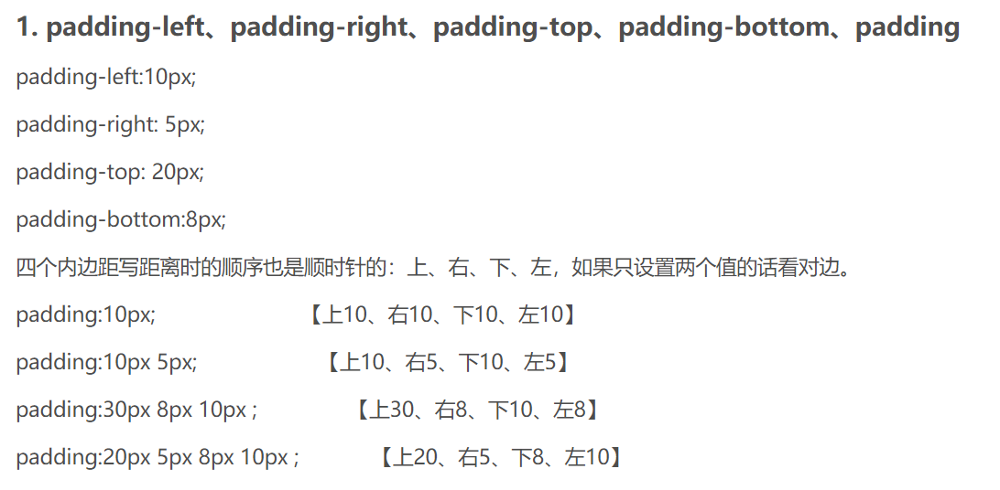 1. padding-left、padding-right、padding-top、padding-bottom、padding
padding-left:10px;
padding-right: 5px;
padding-top: 20px;
padding-bottom:8px;
四个内边距写距离时的顺序也是顺时针的：上、右、下、左，如果只设置两个值的话看对边。
padding:10px; 【上10、右10、下10、左10】
padding:10px 5px; 【上10、右5、下10、左5】
padding:30px 8px 10px ; 【上30、右8、下10、左8】
padding:20px 5px 8px 10px ; 【上20、右5、下8、左10】